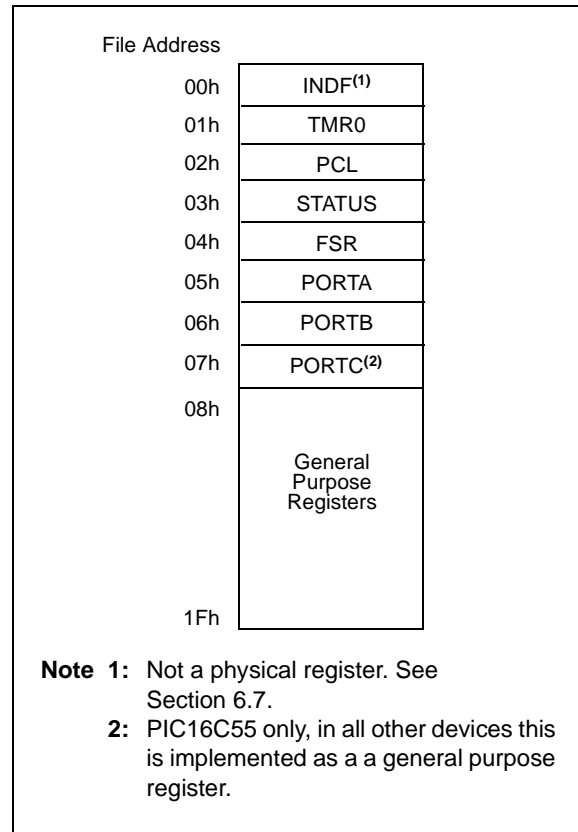 File Address
00h INDF(1)
01h TMR0
02h PCL
03h STATUS
04h FSR
05h PORTA
06h PORTB
07h PORTC(2)
08h
General
Purpose
Registers
1Fh
Note 1: Not a physical register. See
Section 6.7.
2: PIC16C55 only, in all other devices this
is implemented as a a general purpose
register.